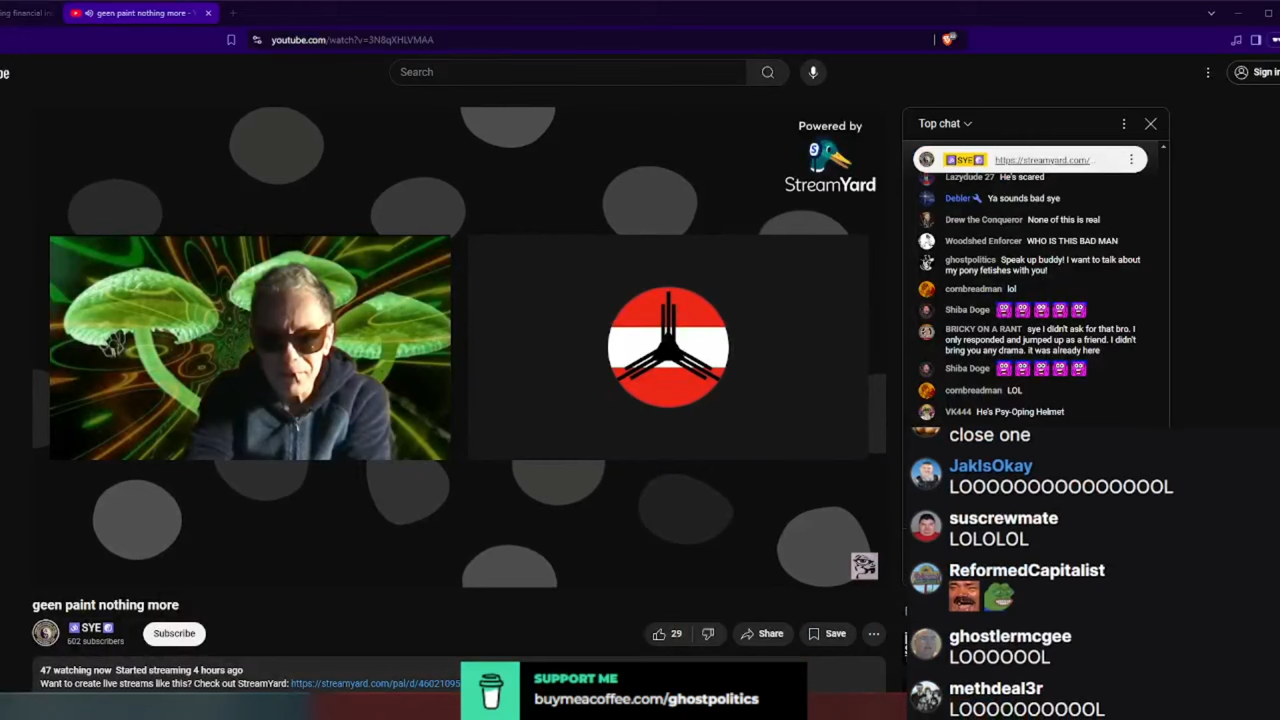 ng financial in
geen paint nothing more -
youtube.com/watch?v=3N8qXHLVMAA
be
Search
Sign in
Powered by
StreamYard
Top chat
SYE https://streamyard.com/...
Lazydude 27 He's scared
Debler Ya sounds bad sye
Drew the Conqueror None of this is real
Woodshed Enforcer WHO IS THIS BAD MAN
ghostpolitics Speak up buddy! I want to talk about
my pony fetishes with you!
cornbreadman lol
Shiba Doge
BRICKY ON A RANT sye I didn't ask for that bro. I
only responded and jumped up as a friend. I didn't
bring you any drama. it was already here
Shiba Doge
cornbreadman LOL
VK444 He's Psy-Oping Helmet
close one
JakIsOkay
LOOOOOOOOOOOOOOOL
suscrewmate
LOLOLOL
ReformedCapitalist
ghostlermcgee
LOOOOOOL
methdeal3r
LOOOOOOOOOOL
geen paint nothing more
SYE
602 subscribers
Subscribe
29
Share
Save
47 watching now Started streaming 4 hours ago
Want to create live streams like this? Check out StreamYard: https://streamyard.com/pal/d/46021095
SUPPORT ME
buymeacoffee.com/ghostpolitics